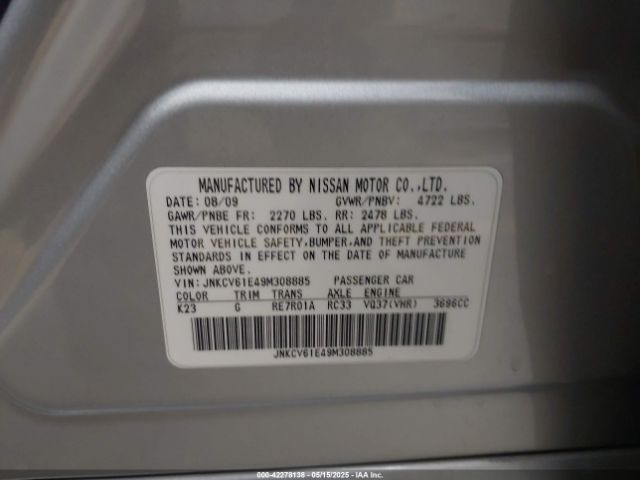 MANUFACTURED BY NISSAN MOTOR CO.,LTD.
DATE: 08/09 GVWR/PNBV: 4722 LBS.
GAWR/PNBE FR: 2270 LBS. RR: 2478 LBS.
THIS VEHICLE CONFORMS TO ALL APPLICABLE FEDERAL
MOTOR VEHICLE SAFETY,BUMPER,AND THEFT PREVENTION
STANDARDS IN EFFECT ON THE DATE OF MANUFACTURE
SHOWN ABOVE.
VIN:JNKCV61E49M308885 PASSENGER CAR
COLOR TRIM TRANS AXLE ENGINE
K23 G RE7R01A RC33 VQ37(VHR) 3696CC
JNKCV61E49M308885
000-42278138 - 05/15/2025 - IAA Inc.